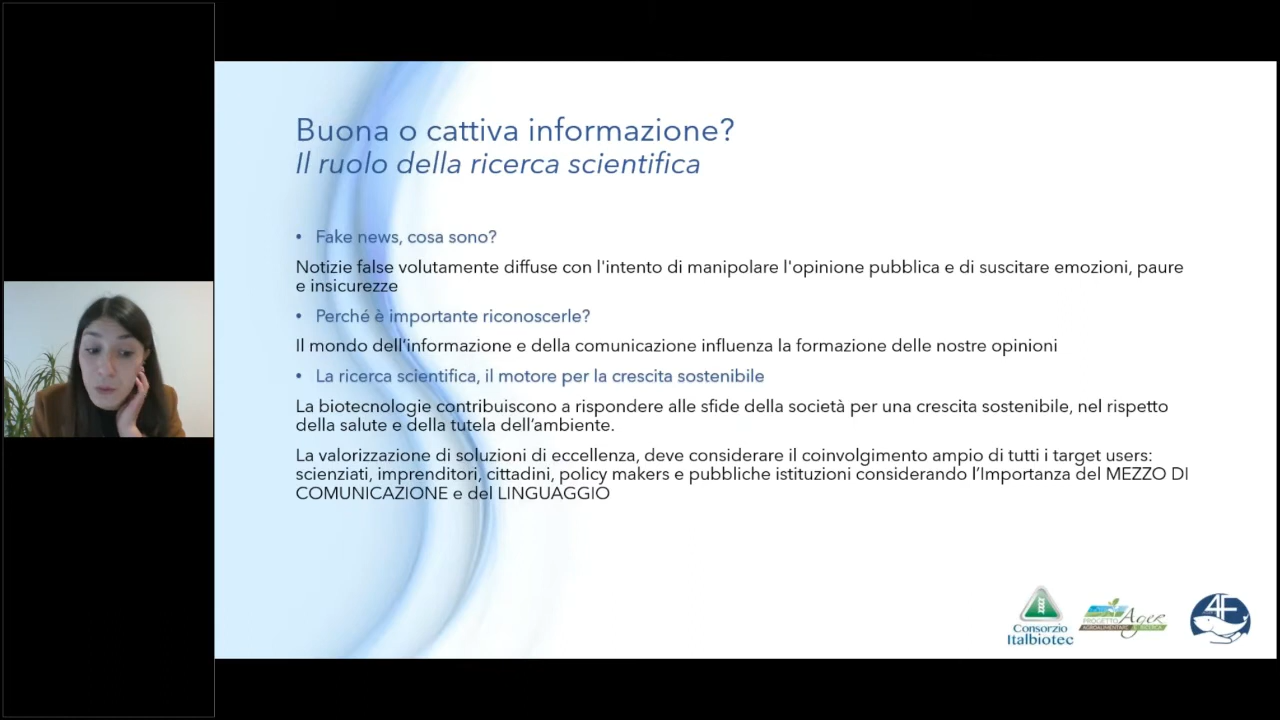 Buona o cattiva informazione?
Il ruolo della ricerca scientifica
• Fake news, cosa sono?
Notizie false volutamente diffuse con l'intento di manipolare l'opinione pubblica e di suscitare emozioni, paure
e insicurezze
• Perché è importante riconoscerle?
Il mondo dell'informazione e della comunicazione influenza la formazione delle nostre opinioni
• La ricerca scientifica, il motore per la crescita sostenibile
La biotecnologie contribuiscono a rispondere alle sfide della società per una crescita sostenibile, nel rispetto
della salute e della tutela dell'ambiente.
La valorizzazione di soluzioni di eccellenza, deve considerare il coinvolgimento ampio di tutti i target users:
scienziati, imprenditori, cittadini, policy makers e pubbliche istituzioni considerando l'Importanza del MEZZO DI
COMUNICAZIONE e del LINGUAGGIO
Consorzio
Italbiotec
PROGETTO Ager
AGROALIMENTARE E RICERCA
4F